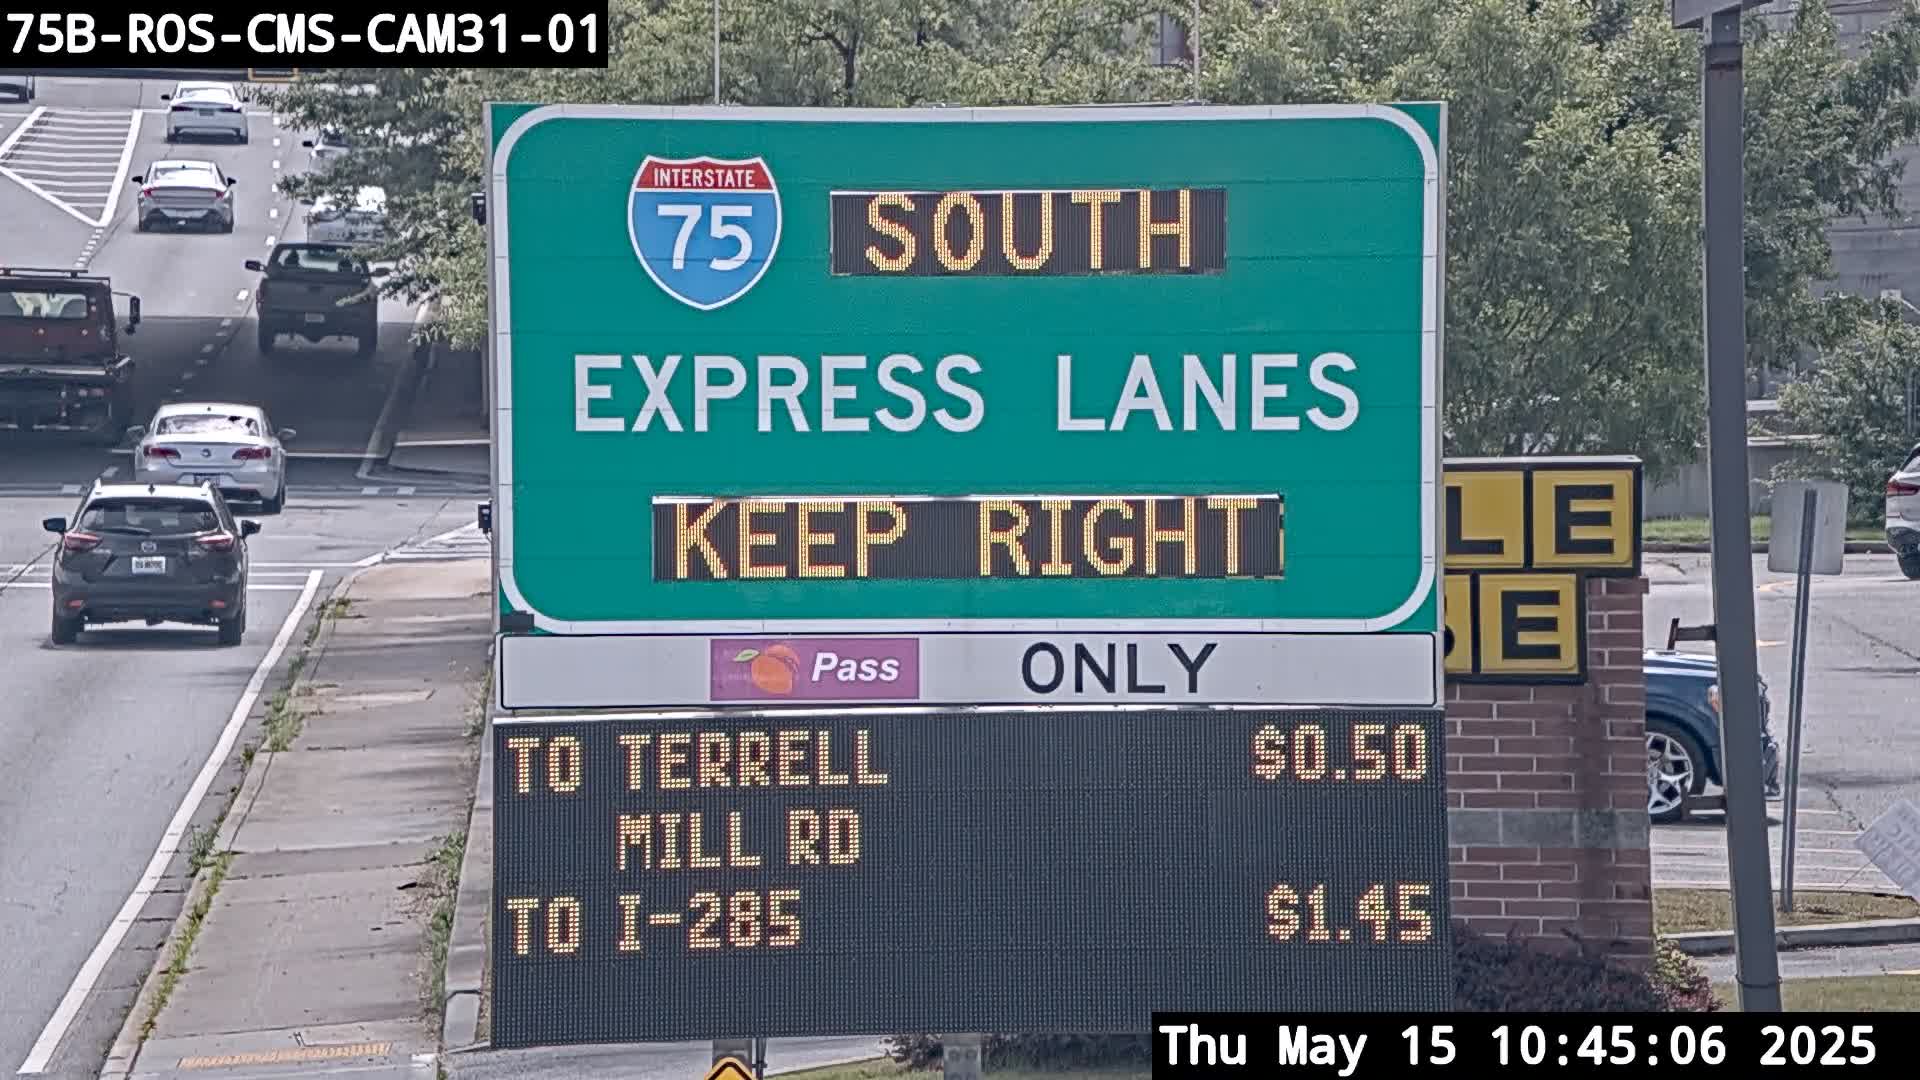 75B-ROS-CMS-CAM31-01
INTERSTATE
75
SOUTH
EXPRESS LANES
KEEP RIGHT
Pass ONLY
TO TERRELL $0.50
MILL RD
TO I-285 $1.45
LE
E
Thu May 15 10:45:06 2025